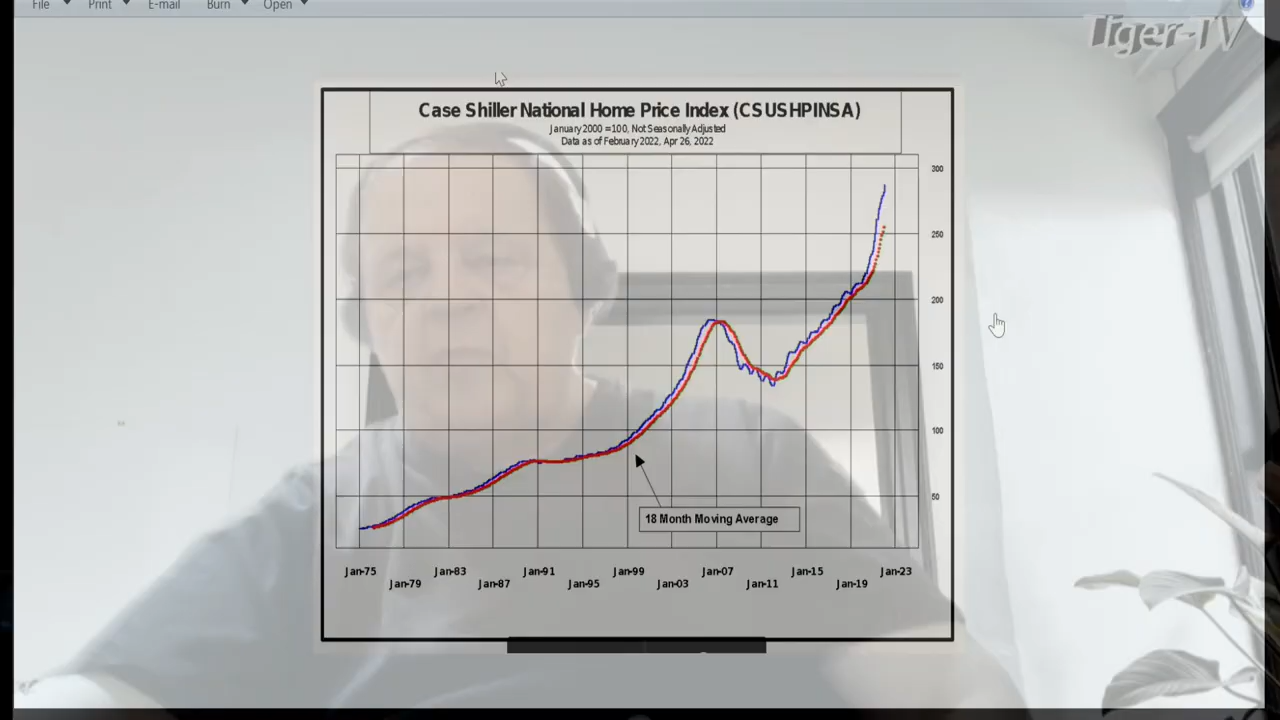 File Print E-mail Burn Open
Tiger-TV
Case Shiller National Home Price Index (CSUSHPINSA)
January 2000 =100, Not Seasonally Adjusted
Data as of February 2022, Apr 26, 2022
300
250
200
150
100
50
18 Month Moving Average
Jan-75 Jan-83 Jan-91 Jan-99 Jan-07 Jan-15 Jan-23
Jan-79 Jan-87 Jan-95 Jan-03 Jan-11 Jan-19